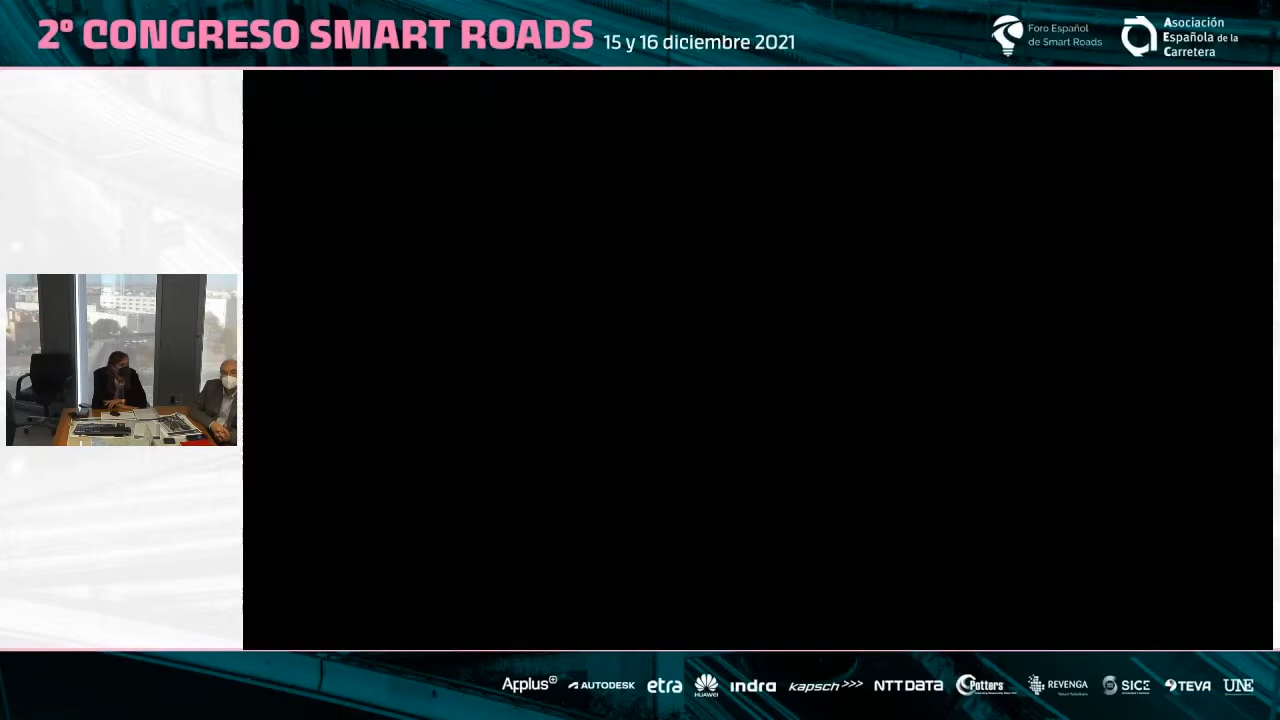 2º CONGRESO SMART ROADS 15 y 16 diciembre 2021
Foro Español
de Smart Roads
Asociación
Española de la
Carretera
Applus+
AUTODESK
etra
HUAWEI
indra
kapsch >>>
NTT DATA
Potters
REVENGA
SICE
TEVA
UNE